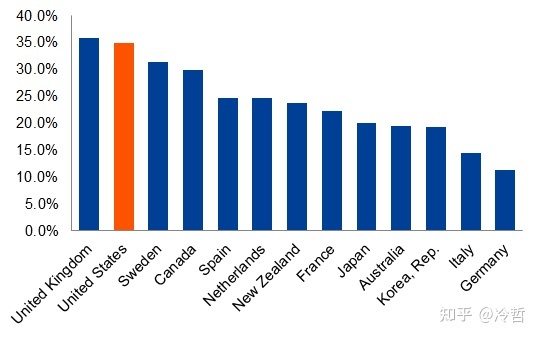 40.0%
35.0%
30.0%
25.0%
20.0%
15.0%
10.0%
5.0%
0.0%
United Kingdom
United States
Sweden
Canada
Spain
Netherlands
New Zealand
France
Japan
Australia
Korea, Rep.
Italy
Germany
知乎 @冷哲